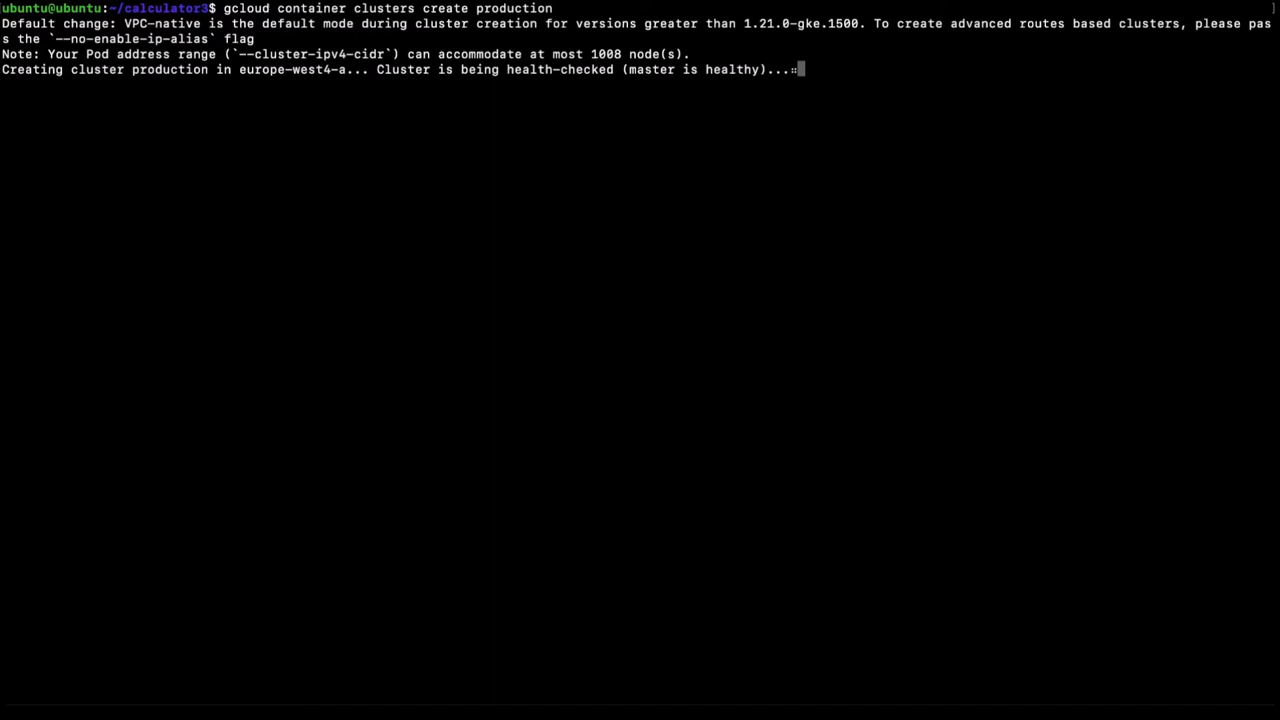 ubuntu@ubuntu:~/calculator3$ gcloud container clusters create production
Default change: VPC-native is the default mode during cluster creation for versions greater than 1.21.0-gke.1500. To create advanced routes based clusters, please pas
s the `--no-enable-ip-alias` flag
Note: Your Pod address range (`--cluster-ipv4-cidr`) can accommodate at most 1008 node(s).
Creating cluster production in europe-west4-a... Cluster is being health-checked (master is healthy)...